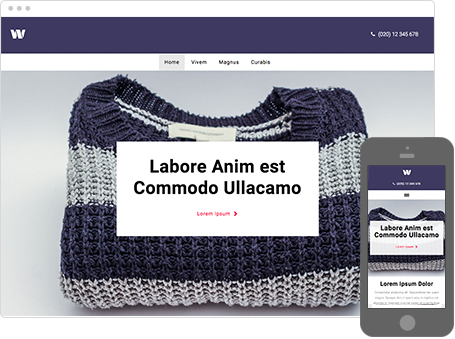 W
(020) 12 345 678
Home Vivem Magnus Curabis
Labore Anim est
Commodo Ullacamo
Lorem Ipsum
W
(020) 12 345 678
Labore Anim est
Commodo Ullacamo
Lorem Ipsum
Lorem Ipsum Dolor